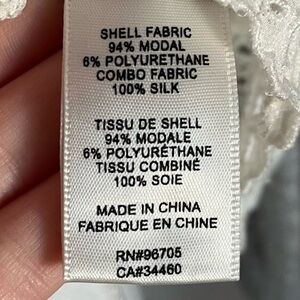 SHELL FABRIC
94% MODAL
6% POLYURETHANE
COMBO FABRIC
100% SILK
TISSU DE SHELL
94% MODALE
6% POLYURÉTHANE
TISSU COMBINÉ
100% SOIE
MADE IN CHINA
FABRIQUE EN CHINE
RN#96705
CA#34460